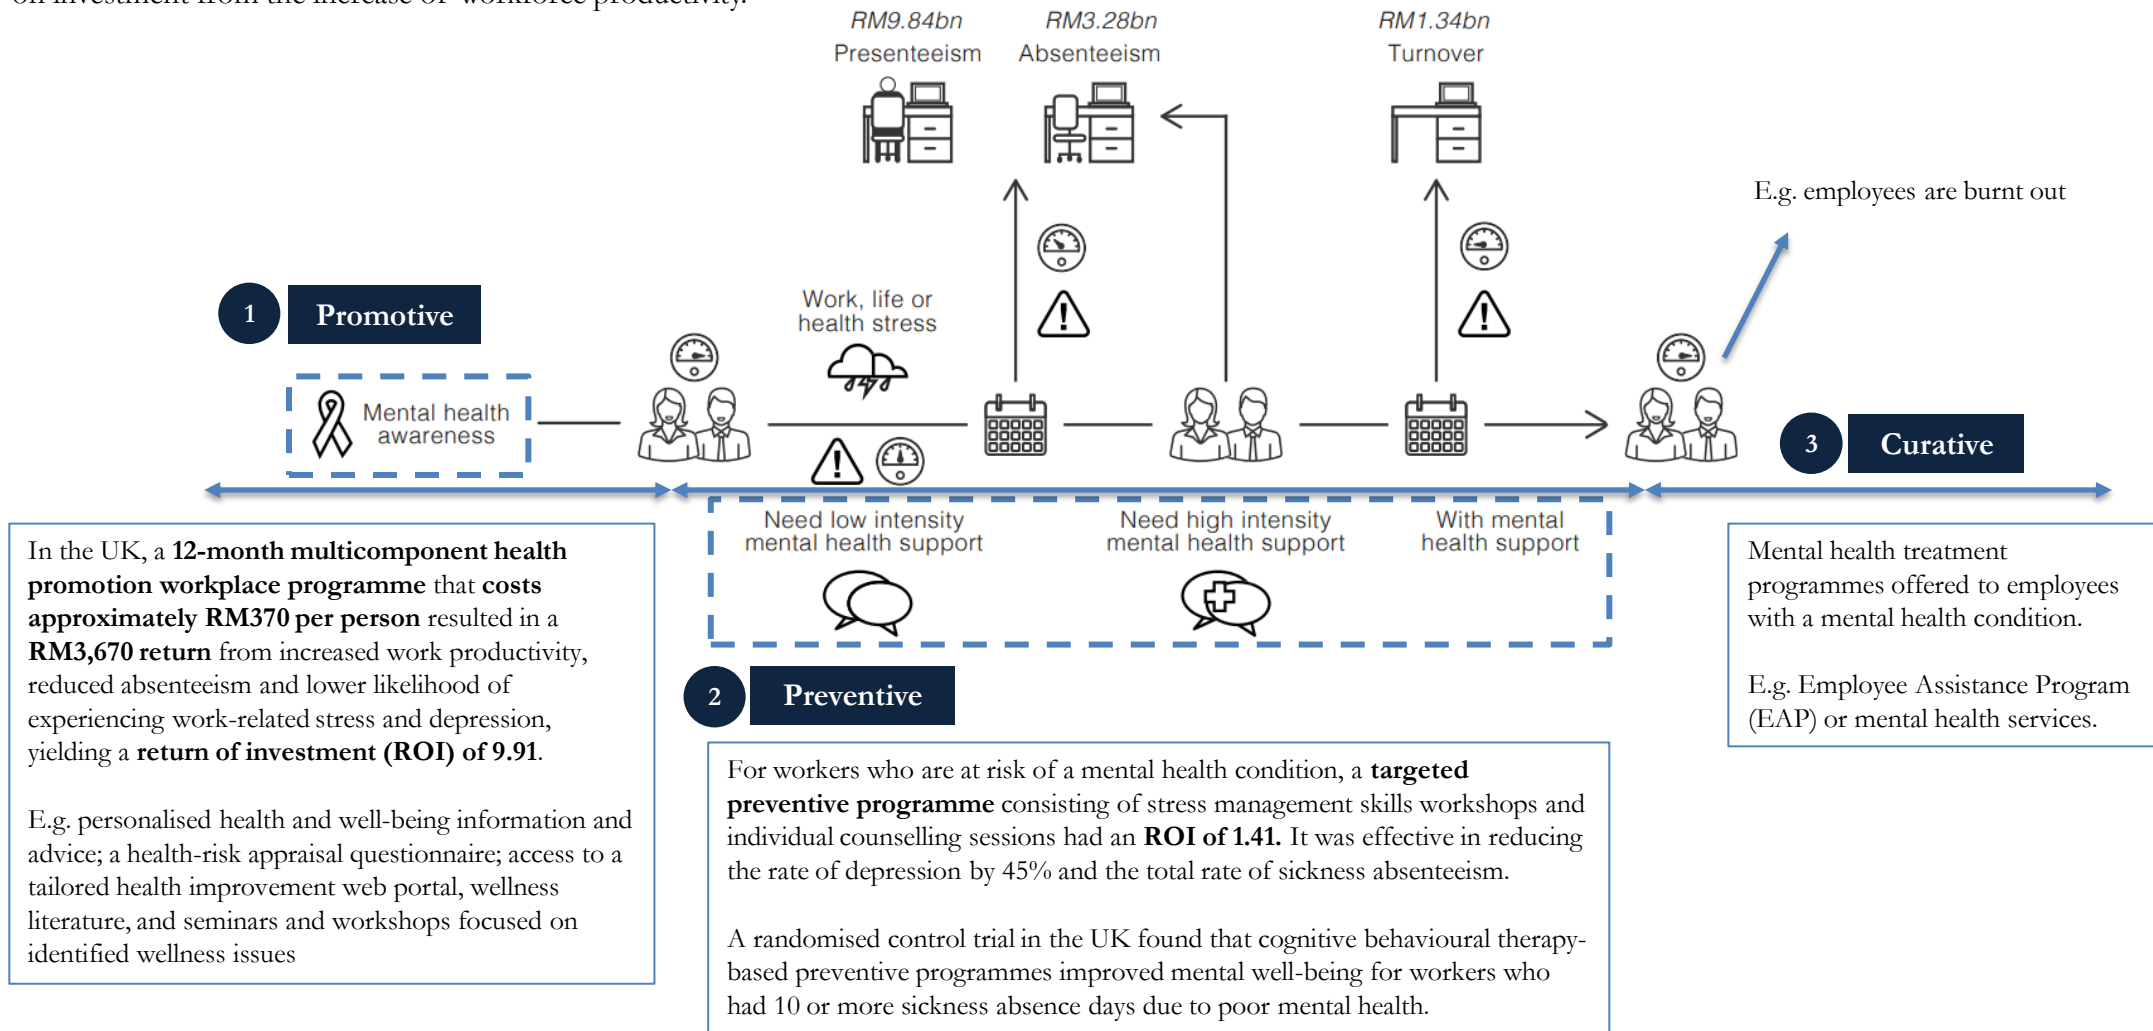 on investment from the increase of workforce productivity.
RM9.84bn
Presenteeism
RM3.28bn
Absenteeism
RM1.34bn
Turnover
E.g. employees are burnt out
1
Promotive
Work, life or
health stress
Mental health
awareness
3
Curative
Need low intensity
mental health support
Need high intensity
mental health support
With mental
health support
In the UK, a 12-month multicomponent health
promotion workplace programme that costs
approximately RM370 per person resulted in a
RM3,670 return from increased work productivity,
reduced absenteeism and lower likelihood of
experiencing work-related stress and depression,
yielding a return of investment (ROI) of 9.91.
E.g. personalised health and well-being information and
advice; a health-risk appraisal questionnaire; access to a
tailored health improvement web portal, wellness
literature, and seminars and workshops focused on
identified wellness issues
2
Preventive
For workers who are at risk of a mental health condition, a targeted
preventive programme consisting of stress management skills workshops and
individual counselling sessions had an ROI of 1.41. It was effective in reducing
the rate of depression by 45% and the total rate of sickness absenteeism.
A randomised control trial in the UK found that cognitive behavioural therapy-
based preventive programmes improved mental well-being for workers who
had 10 or more sickness absence days due to poor mental health.
Mental health treatment
programmes offered to employees
with a mental health condition.
E.g. Employee Assistance Program
(EAP) or mental health services.